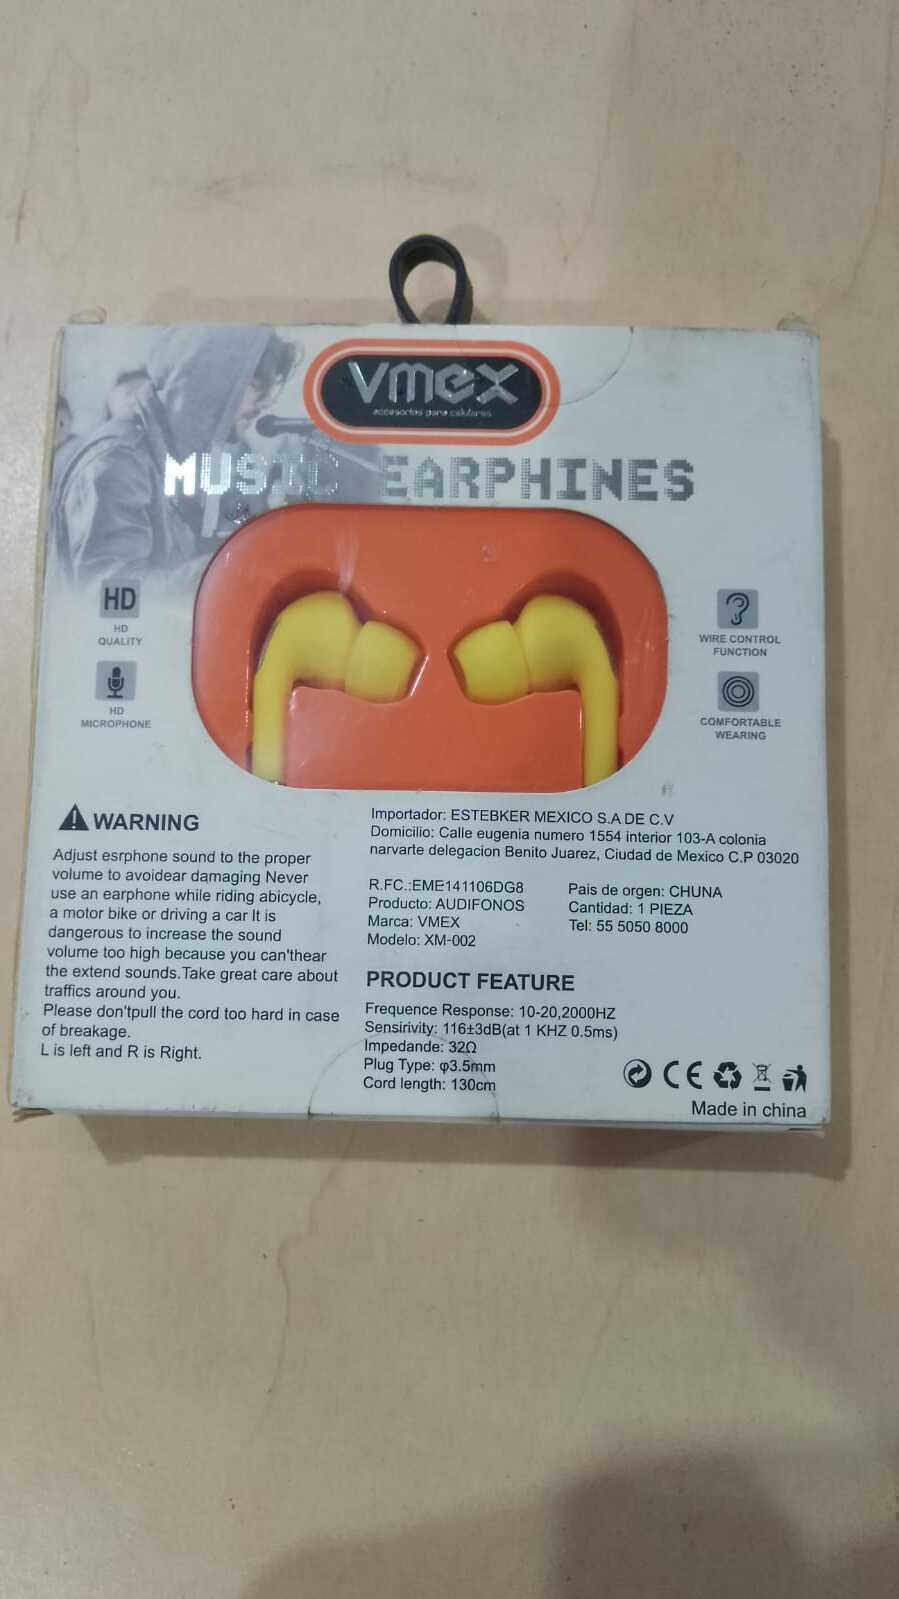 vmex
accesorios para celulares
MUSIC EARPHINES
HD
HD
QUALITY
HD
MICROPHONE
WIRE CONTROL
FUNCTION
COMFORTABLE
WEARING
WARNING
Adjust esrphone sound to the proper
volume to avoidear damaging Never
use an earphone while riding abicycle,
a motor bike or driving a car It is
dangerous to increase the sound
volume too high because you can'thear
the extend sounds.Take great care about
traffics around you.
Please don'tpull the cord too hard in case
of breakage.
L is left and R is Right.
Importador: ESTEBKER MEXICO S.A DE C.V
Domicilio: Calle eugenia numero 1554 interior 103-A colonia
narvarte delegacion Benito Juarez, Ciudad de Mexico C.P 03020
R.FC.:EME141106DG8
Producto: AUDIFONOS
Marca: VMEX
Modelo: XM-002
Pais de orgen: CHUNA
Cantidad: 1 PIEZA
Tel: 55 5050 8000
PRODUCT FEATURE
Frequence Response: 10-20,2000HZ
Sensirivity: 116±3dB(at 1 KHZ 0.5ms)
Impedande: 32Ω
Plug Type: φ3.5mm
Cord length: 130cm
CE
Made in china